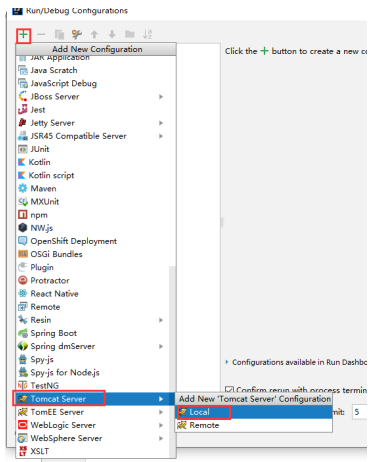 Run/Debug Configurations
Add New Configuration
Click the + button to create a new co
JAR Application
Java Scratch
JavaScript Debug
JBoss Server
Jest
Jetty Server
JSR45 Compatible Server
JUnit
Kotlin
Kotlin script
Maven
MXUnit
npm
NW.js
OpenShift Deployment
OSGi Bundles
Plugin
Protractor
React Native
Remote
Resin
Spring Boot
Spring dmServer
Spy-js
Configurations available in Run Dashbo
Spy-js for Node.js
TestNG
Confirm rerun with process termin
Tomcat Server
Add New 'Tomcat Server' Configuration
TomEE Server
Local
mit: 5
WebLogic Server
Remote
WebSphere Server
XSLT